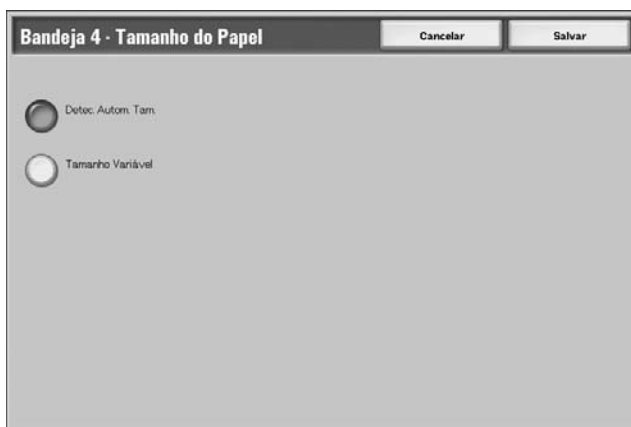 Bandeja 4 - Tamanho do Papel Cancelar Salvar
Detec. Autom. Tam.
Tamanho Variável